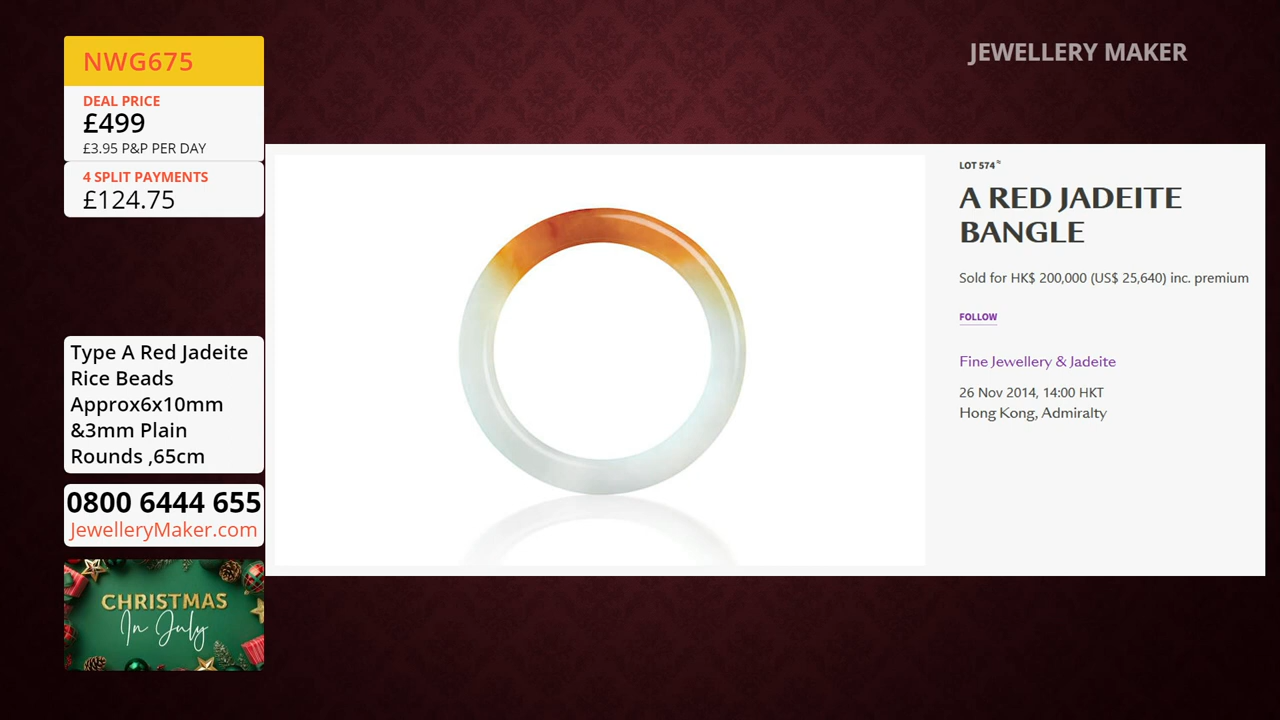 NWG675
DEAL PRICE
£499
£3.95 P&P PER DAY
4 SPLIT PAYMENTS
£124.75
Type A Red Jadeite
Rice Beads
Approx6x10mm
&3mm Plain
Rounds ,65cm
0800 6444 655
JewelleryMaker.com
CHRISTMAS
In July
JEWELLERY MAKER
LOT 574~
A RED JADEITE
BANGLE
Sold for HK$ 200,000 (US$ 25,640) inc. premium
FOLLOW
Fine Jewellery & Jadeite
26 Nov 2014, 14:00 HKT
Hong Kong, Admiralty